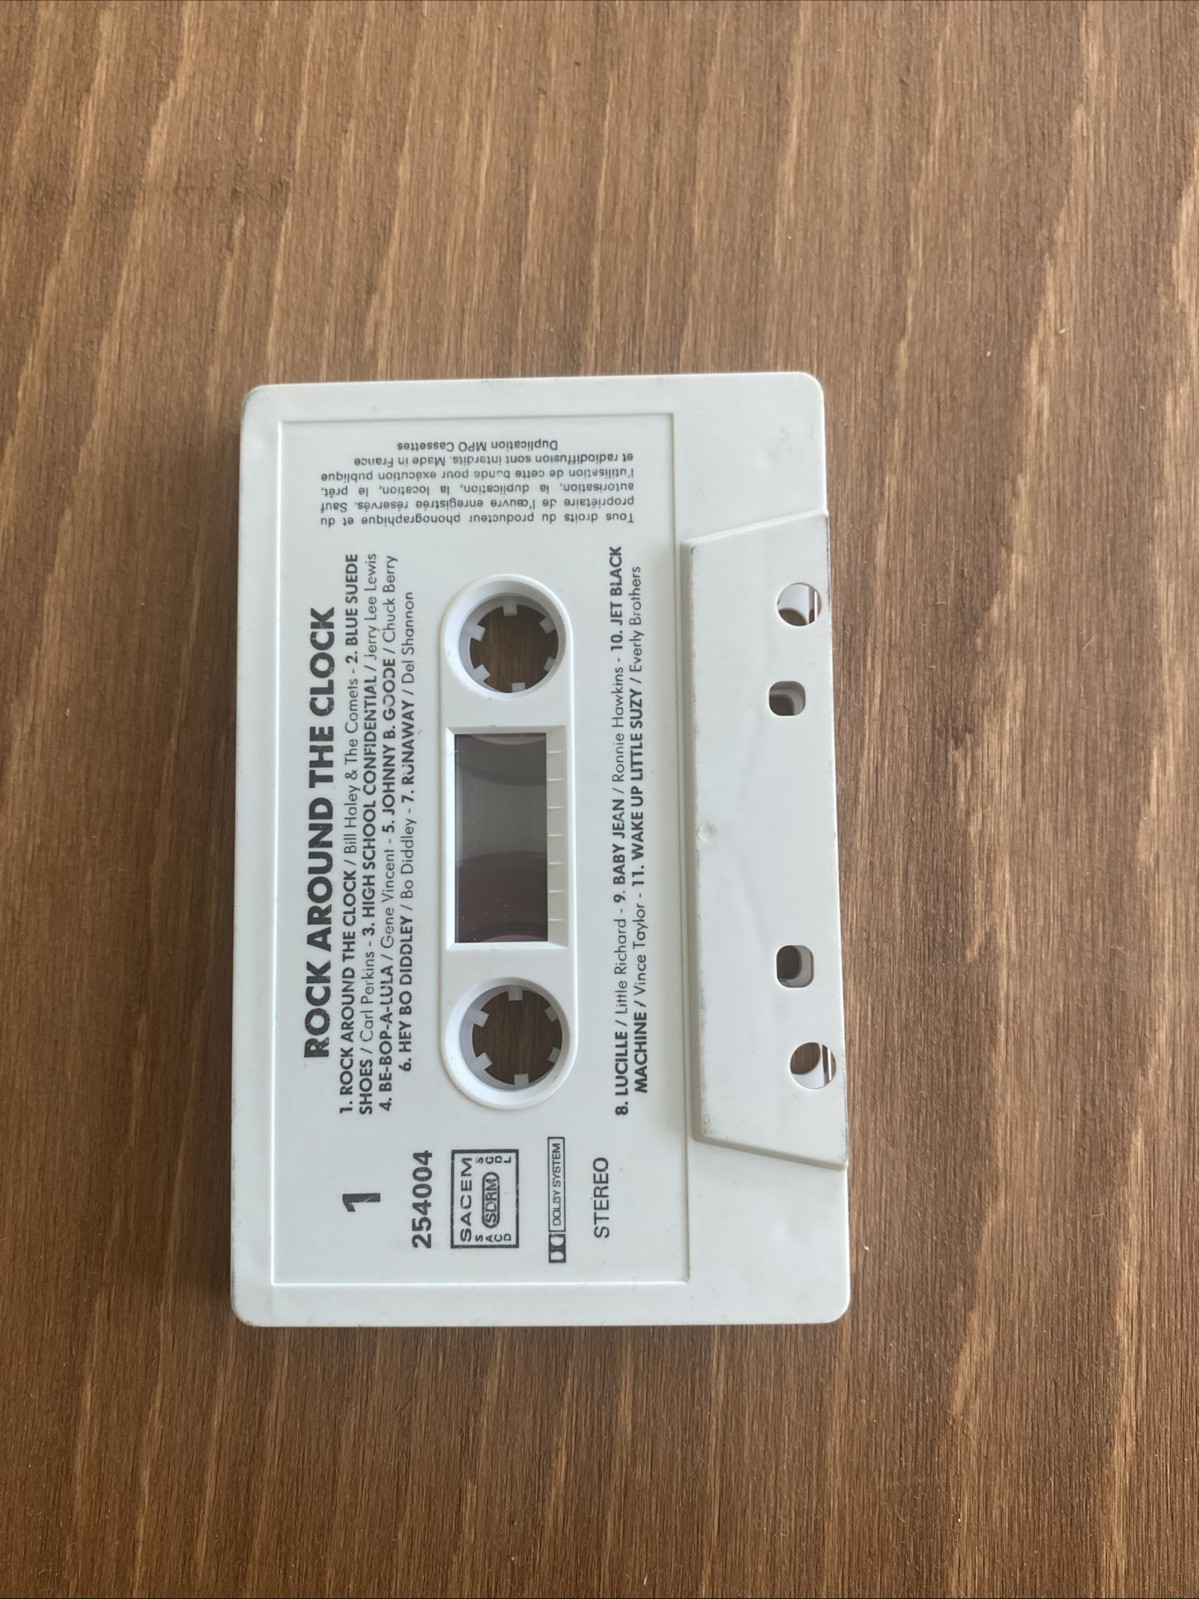 ROCK AROUND THE CLOCK
1. ROCK AROUND THE CLOCK / Bill Haley & The Comets - 2. BLUE SUEDE
SHOES / Carl Perkins - 3. HIGH SCHOOL CONFIDENTIAL / Jerry Lee Lewis
4. BE-BOP-A-LULA / Gene Vincent - 5. JOHNNY B. GOODE / Chuck Berry
6. HEY BO DIDDLEY / Bo Diddley - 7. RUNAWAY / Del Shannon
1
254004
SACEM
SACD
SDRM
SGDL
DOLBY SYSTEM
STEREO
8. LUCILLE / Little Richard - 9. BABY JEAN / Ronnie Hawkins - 10. JET BLACK
MACHINE / Vince Taylor - 11. WAKE UP LITTLE SUZY / Everly Brothers
Tous droits du producteur phonographique et du
propriétaire de l'œuvre enregistrée réservés. Sauf
autorisation, la duplication, la location, le prêt,
l'utilisation de cette bande pour exécution publique
et radiodiffusion sont interdits. Made in France
Duplication MPO Cassettes